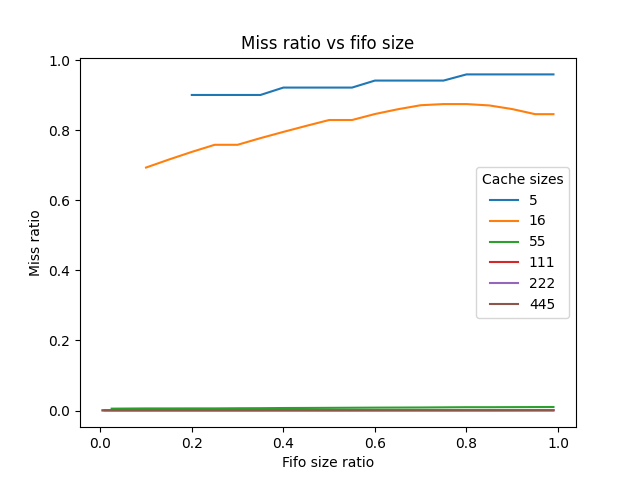 Miss ratio vs fifo size
1.0
0.8
0.6
0.4
0.2
0.0
Miss ratio
Cache sizes
5
16
55
111
222
445
0.0 0.2 0.4 0.6 0.8 1.0
Fifo size ratio